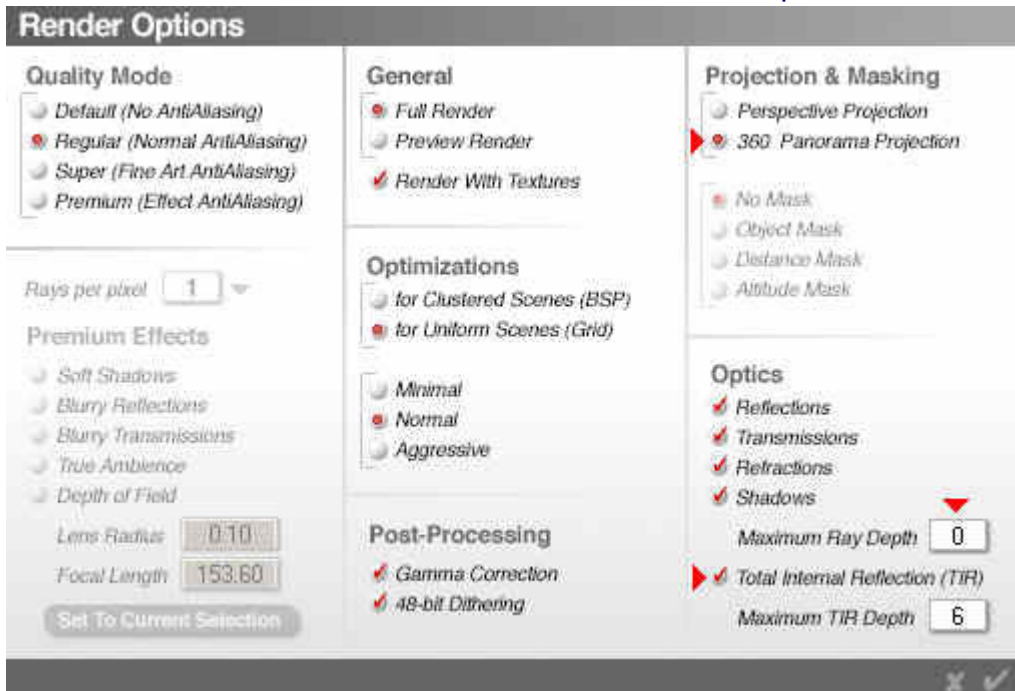 Render Options
Quality Mode
Default (No AntiAliasing)
Regular (Normal AntiAliasing)
Super (Fine Art AntiAliasing)
Premium (Effect AntiAliasing)
Rays per pixel 1
Premium Effects
Soft Shadows
Blurry Reflections
Blurry Transmissions
True Ambience
Depth of Field
Lens Radius 0.10
Focal Length 153.60
Set To Current Selection
General
Full Render
Preview Render
Render With Textures
Optimizations
for Clustered Scenes (BSP)
for Uniform Scenes (Grid)
Minimal
Normal
Aggressive
Post-Processing
Gamma Correction
48-bit Dithering
Projection & Masking
Perspective Projection
360 Panorama Projection
No Mask
Object Mask
Distance Mask
Altitude Mask
Optics
Reflections
Transmissions
Refractions
Shadows
Maximum Ray Depth 0
Total Internal Reflection (TIR)
Maximum TIR Depth 6